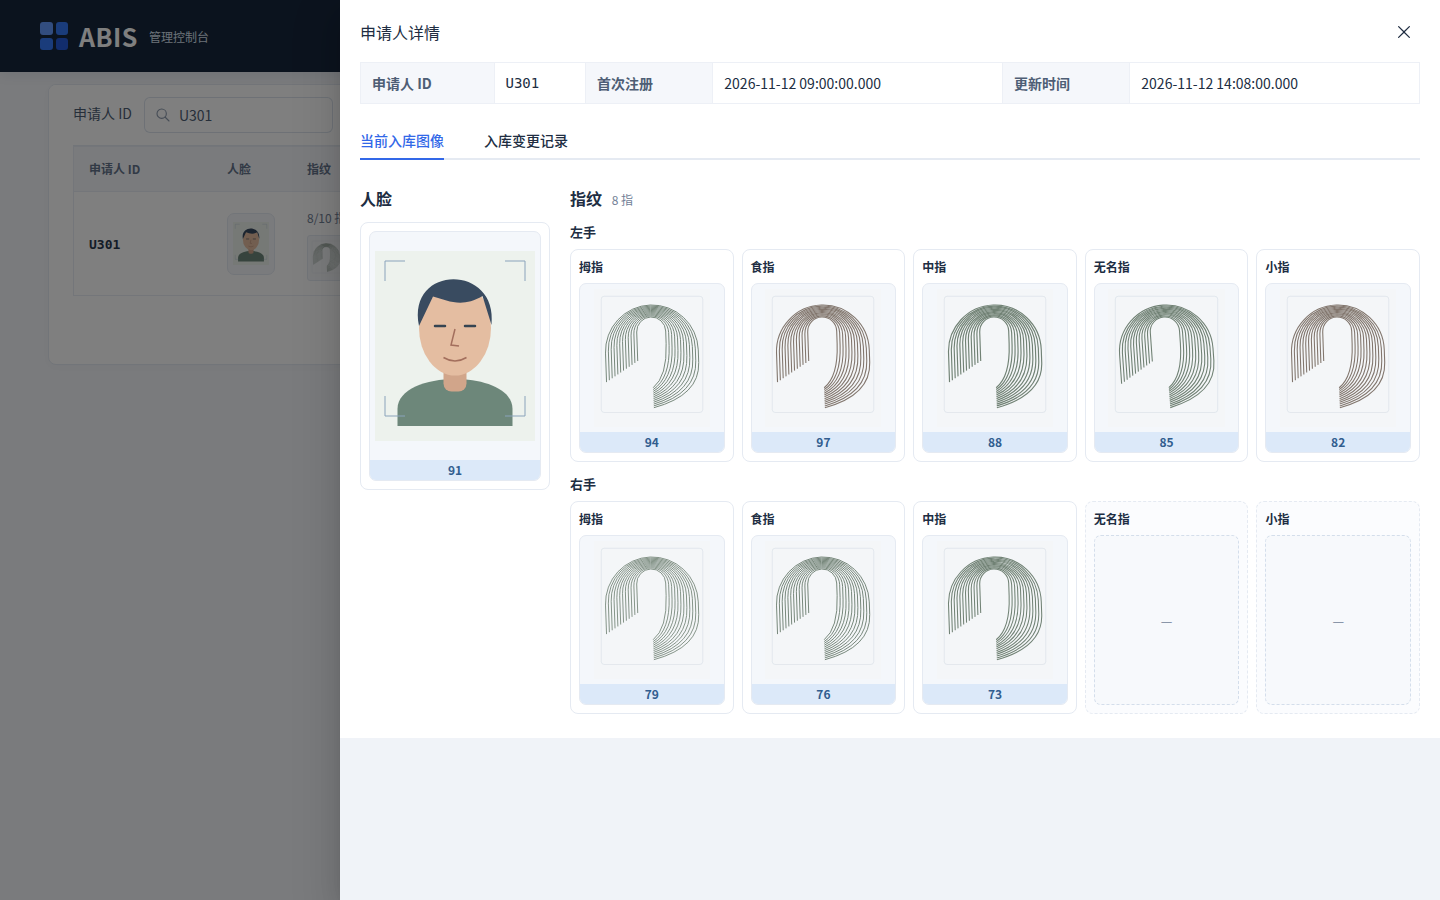 ABIS 管理控制台
申请人 ID U301
申请人 ID 人脸 指纹
U301 8/10
申请人详情
申请人 ID U301 首次注册 2026-11-12 09:00:00.000 更新时间 2026-11-12 14:08:00.000
当前入库图像 入库变更记录
人脸
91
指纹 8 指
左手
拇指 食指 中指 无名指 小指
94 97 88 85 82
右手
拇指 食指 中指 无名指 小指
79 76 73 — —